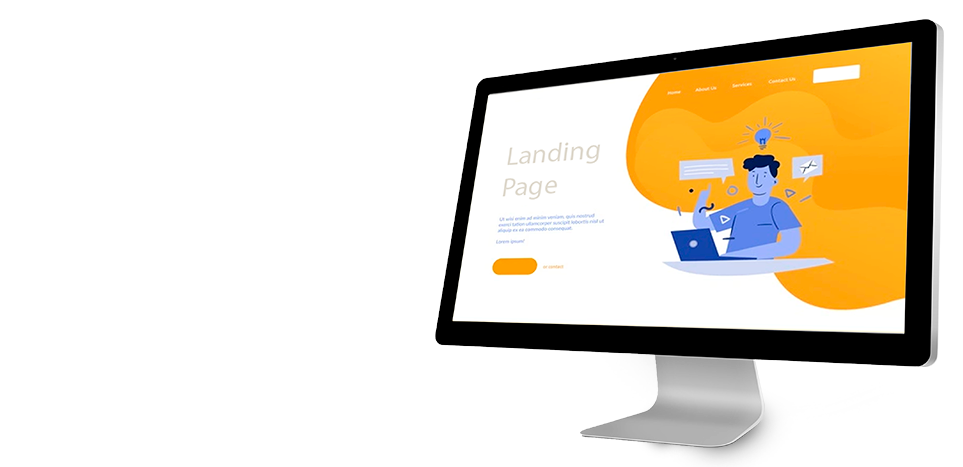 Home About Us Services Contact Us
Landing
Page
Ut wisi enim ad minim veniam, quis nostrud
exerci tation ullamcorper suscipit lobortis nisl ut
aliquip ex ea commodo consequat.
Lorem ipsum!